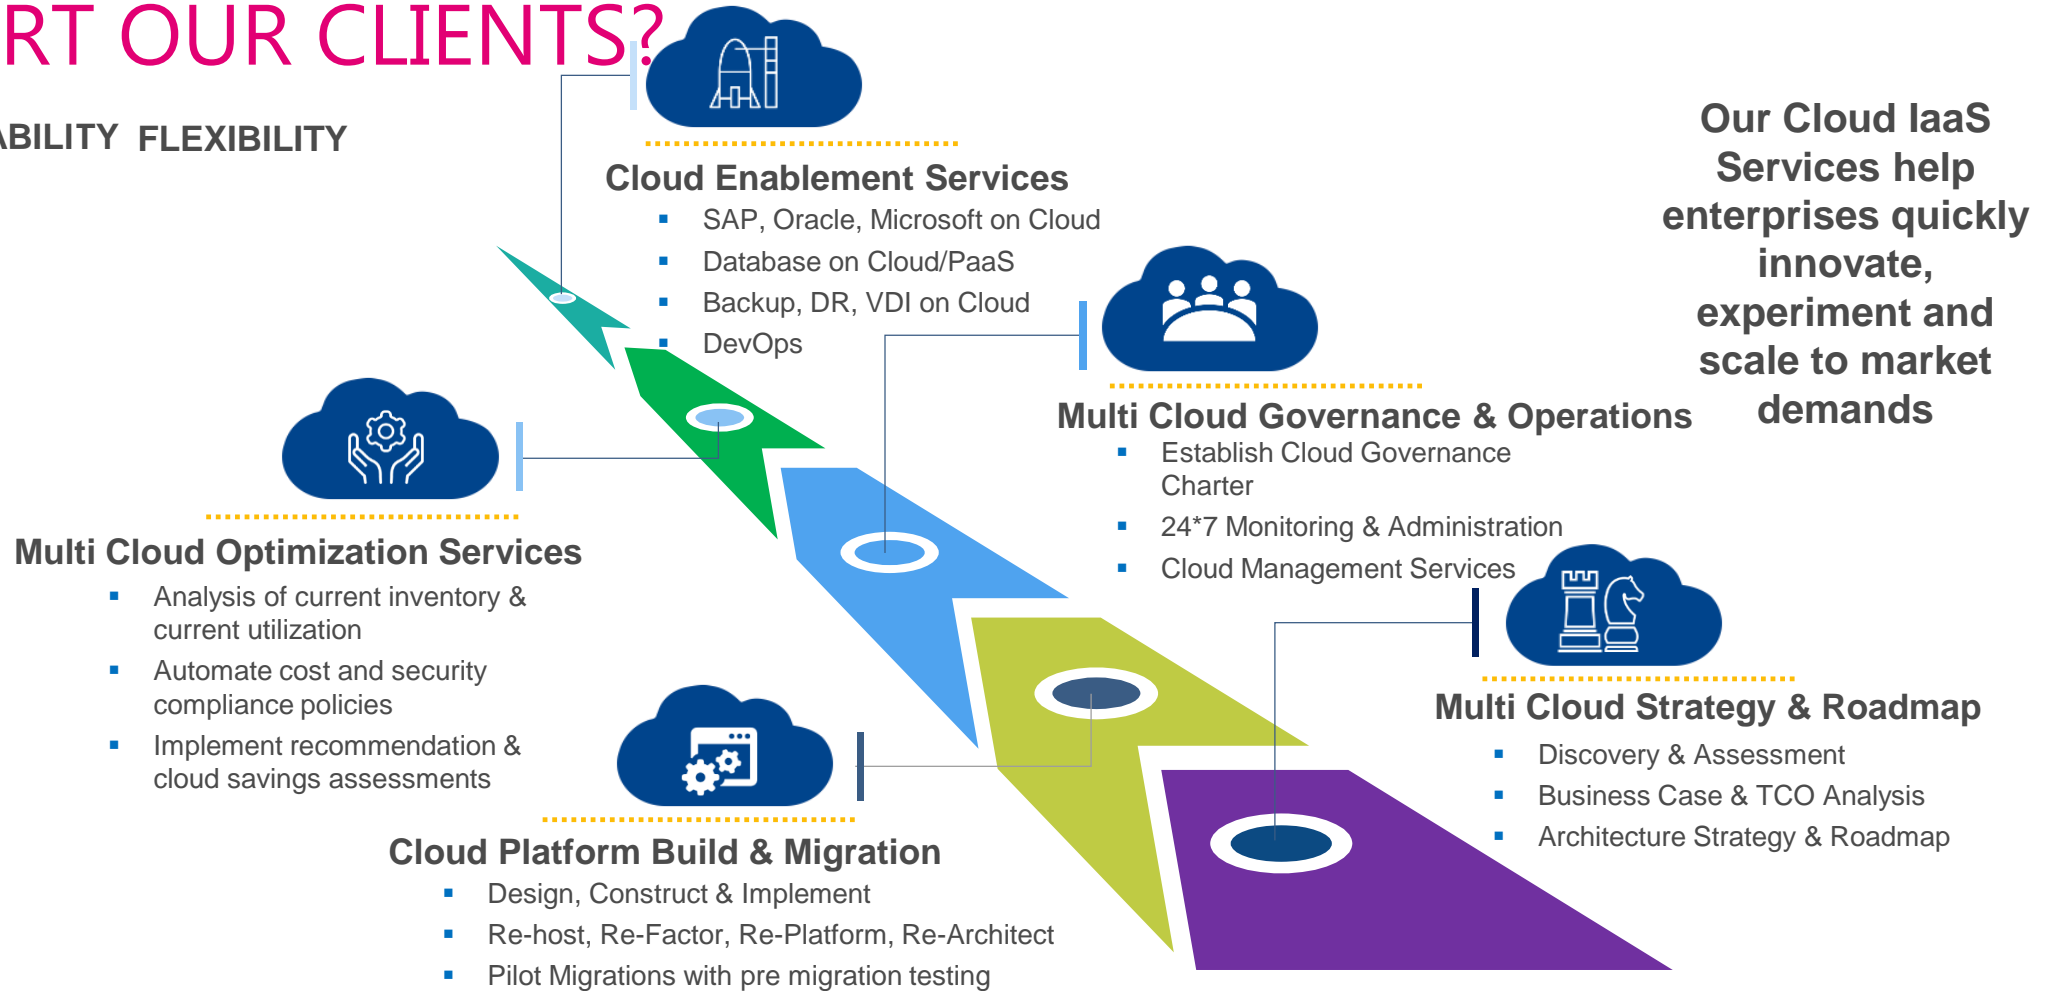 RT OUR CLIENTS?
ABILITY FLEXIBILITY
Cloud Enablement Services
SAP, Oracle, Microsoft on Cloud
Database on Cloud/PaaS
Backup, DR, VDI on Cloud
DevOps
Our Cloud IaaS
Services help
enterprises quickly
innovate,
experiment and
scale to market
demands
Multi Cloud Governance & Operations
Establish Cloud Governance
Charter
24*7 Monitoring & Administration
Cloud Management Services
Multi Cloud Optimization Services
Analysis of current inventory &
current utilization
Automate cost and security
compliance policies
Implement recommendation &
cloud savings assessments
Multi Cloud Strategy & Roadmap
Discovery & Assessment
Business Case & TCO Analysis
Architecture Strategy & Roadmap
Cloud Platform Build & Migration
Design, Construct & Implement
Re-host, Re-Factor, Re-Platform, Re-Architect
Pilot Migrations with pre migration testing